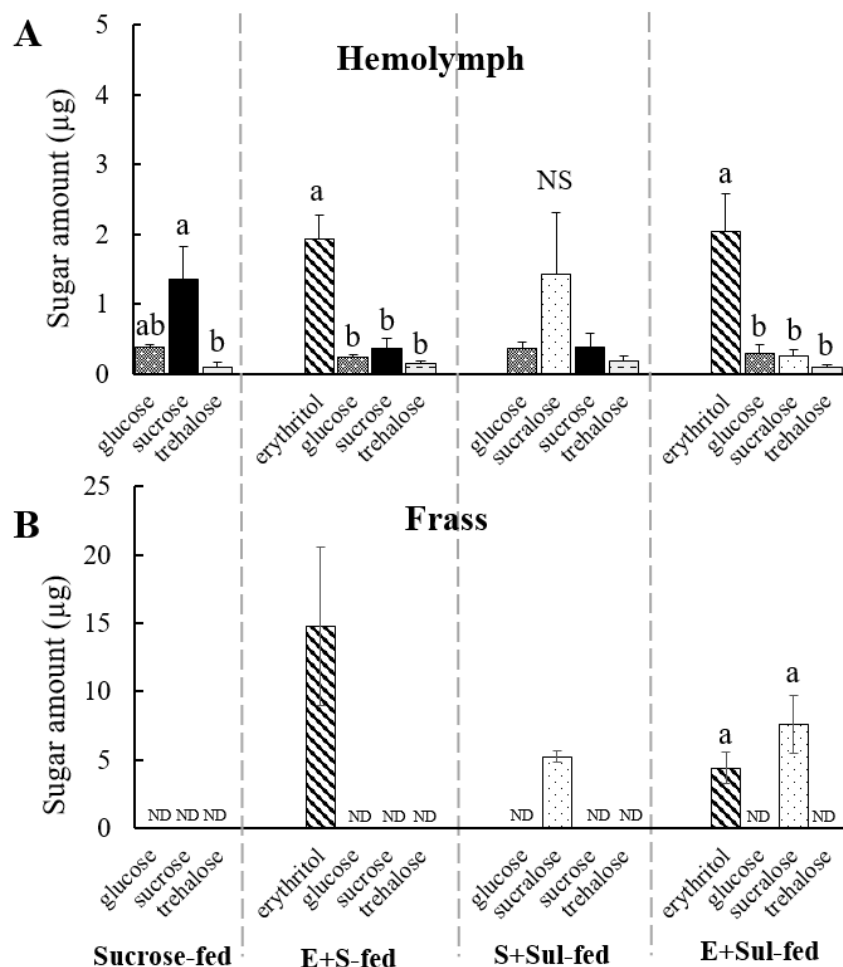 A
Hemolymph
Sugar amount (µg)
5
4
3
2
1
0
ab
a
b
a
b
b
b
NS
a
b
b
b
glucose
sucrose
trehalose
erythritol
glucose
sucrose
trehalose
glucose
sucralose
sucrose
trehalose
erythritol
glucose
sucralose
trehalose
B
Frass
Sugar amount (µg)
25
20
15
10
5
0
ND ND ND
ND ND ND
ND
ND ND
a
ND
a
ND
glucose
sucrose
trehalose
erythritol
glucose
sucrose
trehalose
glucose
sucralose
sucrose
trehalose
erythritol
glucose
sucralose
trehalose
Sucrose-fed
E+S-fed
S+Sul-fed
E+Sul-fed